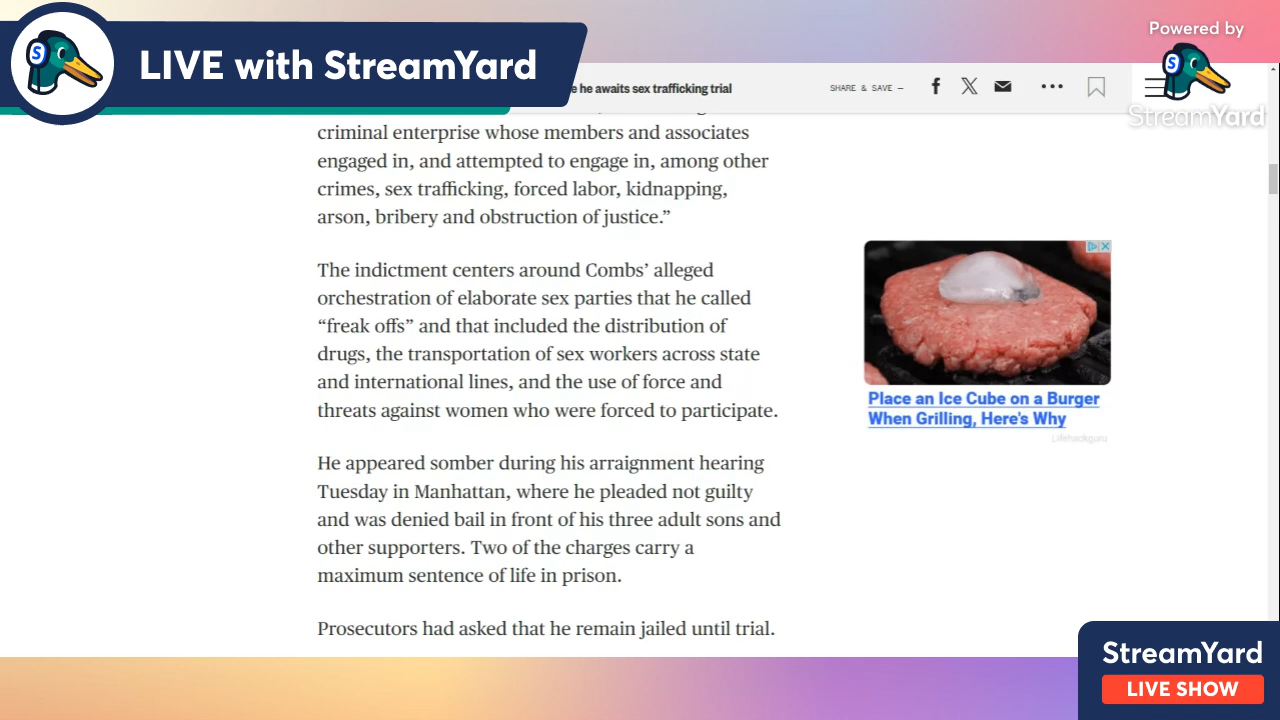 LIVE with StreamYard
Powered by
StreamYard
e he awaits sex trafficking trial
SHARE & SAVE —
criminal enterprise whose members and associates
engaged in, and attempted to engage in, among other
crimes, sex trafficking, forced labor, kidnapping,
arson, bribery and obstruction of justice.”
The indictment centers around Combs’ alleged
orchestration of elaborate sex parties that he called
“freak offs” and that included the distribution of
drugs, the transportation of sex workers across state
and international lines, and the use of force and
threats against women who were forced to participate.
He appeared somber during his arraignment hearing
Tuesday in Manhattan, where he pleaded not guilty
and was denied bail in front of his three adult sons and
other supporters. Two of the charges carry a
maximum sentence of life in prison.
Prosecutors had asked that he remain jailed until trial.
Place an Ice Cube on a Burger
When Grilling, Here's Why
Lifehackguru
StreamYard
LIVE SHOW